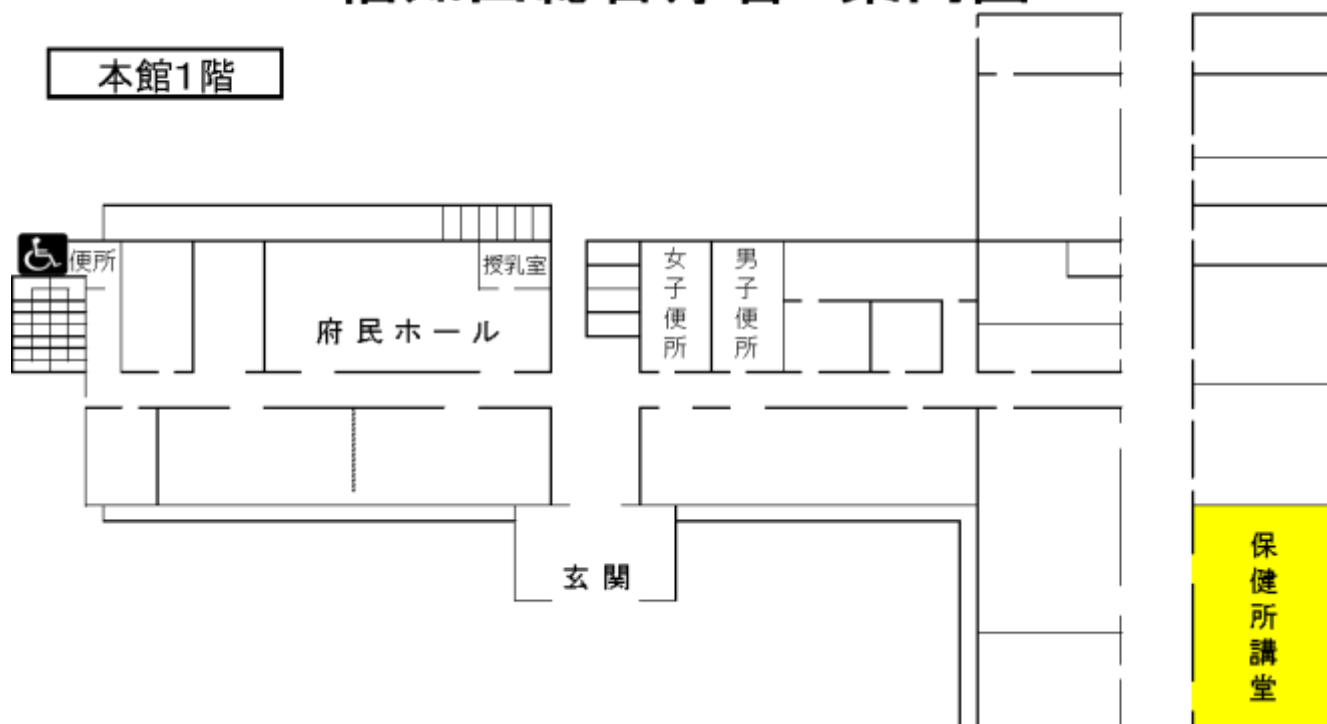 本館1階
便所
授乳室
府民ホール
女子便所
男子便所
玄関
保健所講堂